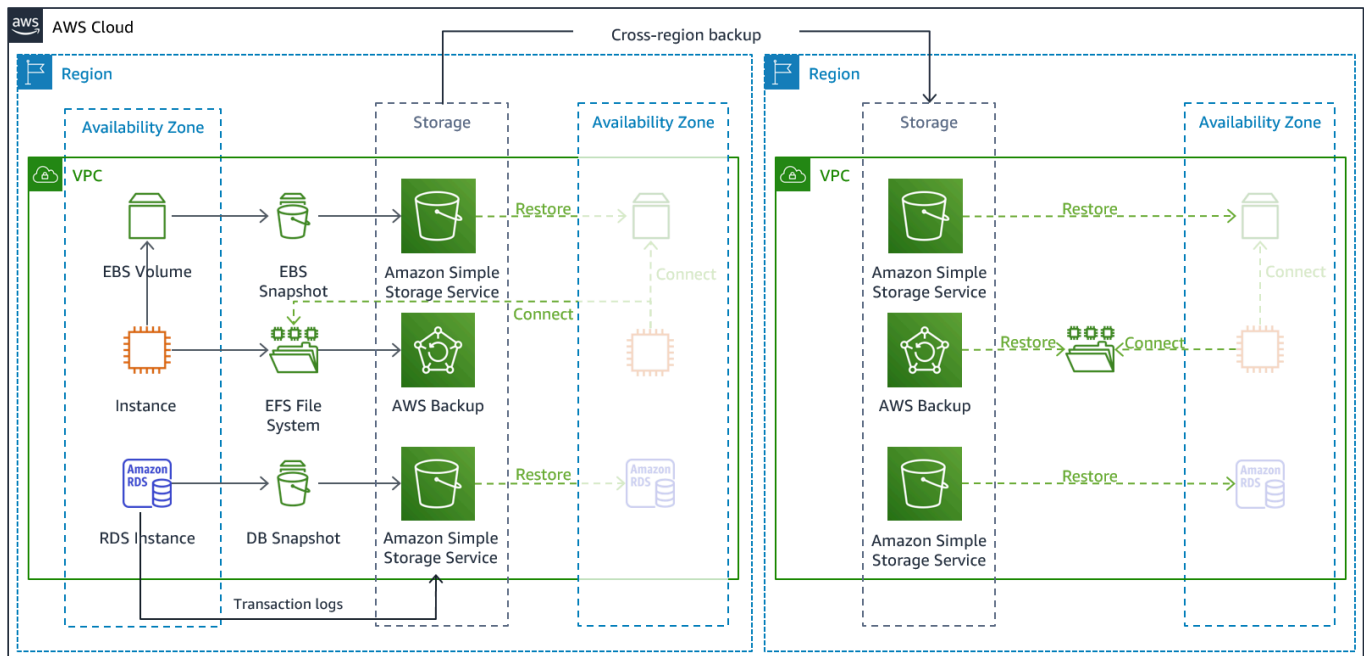 aws
AWS Cloud
Cross-region backup
Region
Region
Availability Zone
Storage
Availability Zone
Storage
Availability Zone
VPC
VPC
Restore
Restore
EBS Volume
EBS
Snapshot
Amazon Simple
Storage Service
Connect
Amazon Simple
Storage Service
Connect
Connect
Restore
Connect
Instance
EFS File
System
AWS Backup
AWS Backup
Amazon
RDS
Restore
Amazon
RDS
Restore
Amazon
RDS
RDS Instance
DB Snapshot
Amazon Simple
Storage Service
Amazon Simple
Storage Service
Transaction logs